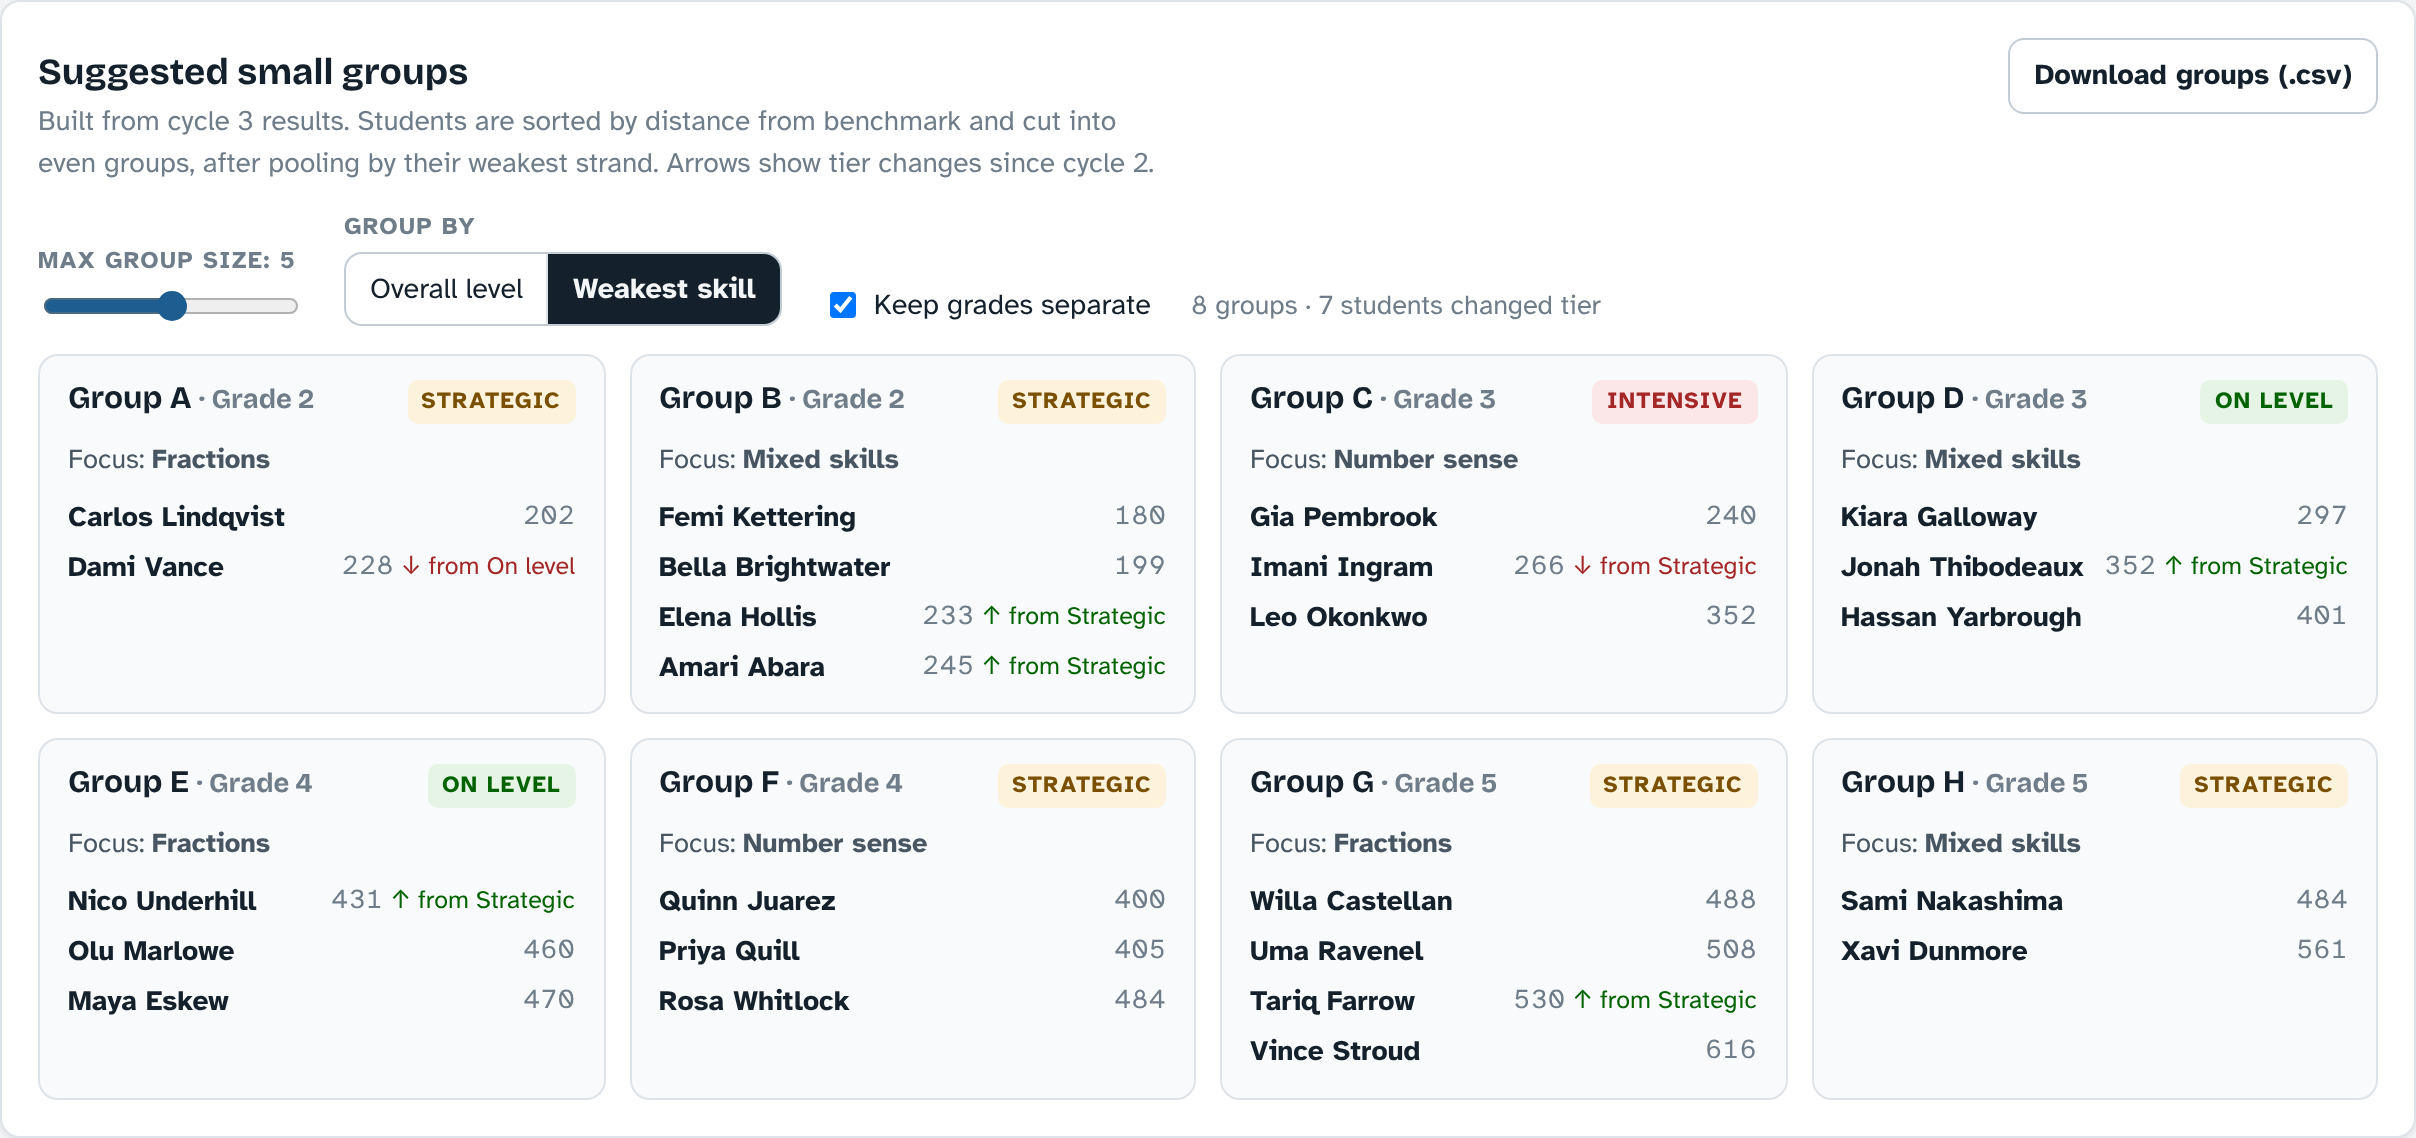 Suggested small groups
Download groups (.csv)
Built from cycle 3 results. Students are sorted by distance from benchmark and cut into
even groups, after pooling by their weakest strand. Arrows show tier changes since cycle 2.
MAX GROUP SIZE: 5
GROUP BY
Overall level
Weakest skill
Keep grades separate
8 groups · 7 students changed tier
Group A · Grade 2 STRATEGIC
Focus: Fractions
Carlos Lindqvist 202
Dami Vance 228 ↓ from On level
Group B · Grade 2 STRATEGIC
Focus: Mixed skills
Femi Kettering 180
Bella Brightwater 199
Elena Hollis 233 ↑ from Strategic
Amari Abara 245 ↑ from Strategic
Group C · Grade 3 INTENSIVE
Focus: Number sense
Gia Pembrook 240
Imani Ingram 266 ↓ from Strategic
Leo Okonkwo 352
Group D · Grade 3 ON LEVEL
Focus: Mixed skills
Kiara Galloway 297
Jonah Thibodeaux 352 ↑ from Strategic
Hassan Yarbrough 401
Group E · Grade 4 ON LEVEL
Focus: Fractions
Nico Underhill 431 ↑ from Strategic
Olu Marlowe 460
Maya Eskew 470
Group F · Grade 4 STRATEGIC
Focus: Number sense
Quinn Juarez 400
Priya Quill 405
Rosa Whitlock 484
Group G · Grade 5 STRATEGIC
Focus: Fractions
Willa Castellan 488
Uma Ravenel 508
Tariq Farrow 530 ↑ from Strategic
Vince Stroud 616
Group H · Grade 5 STRATEGIC
Focus: Mixed skills
Sami Nakashima 484
Xavi Dunmore 561